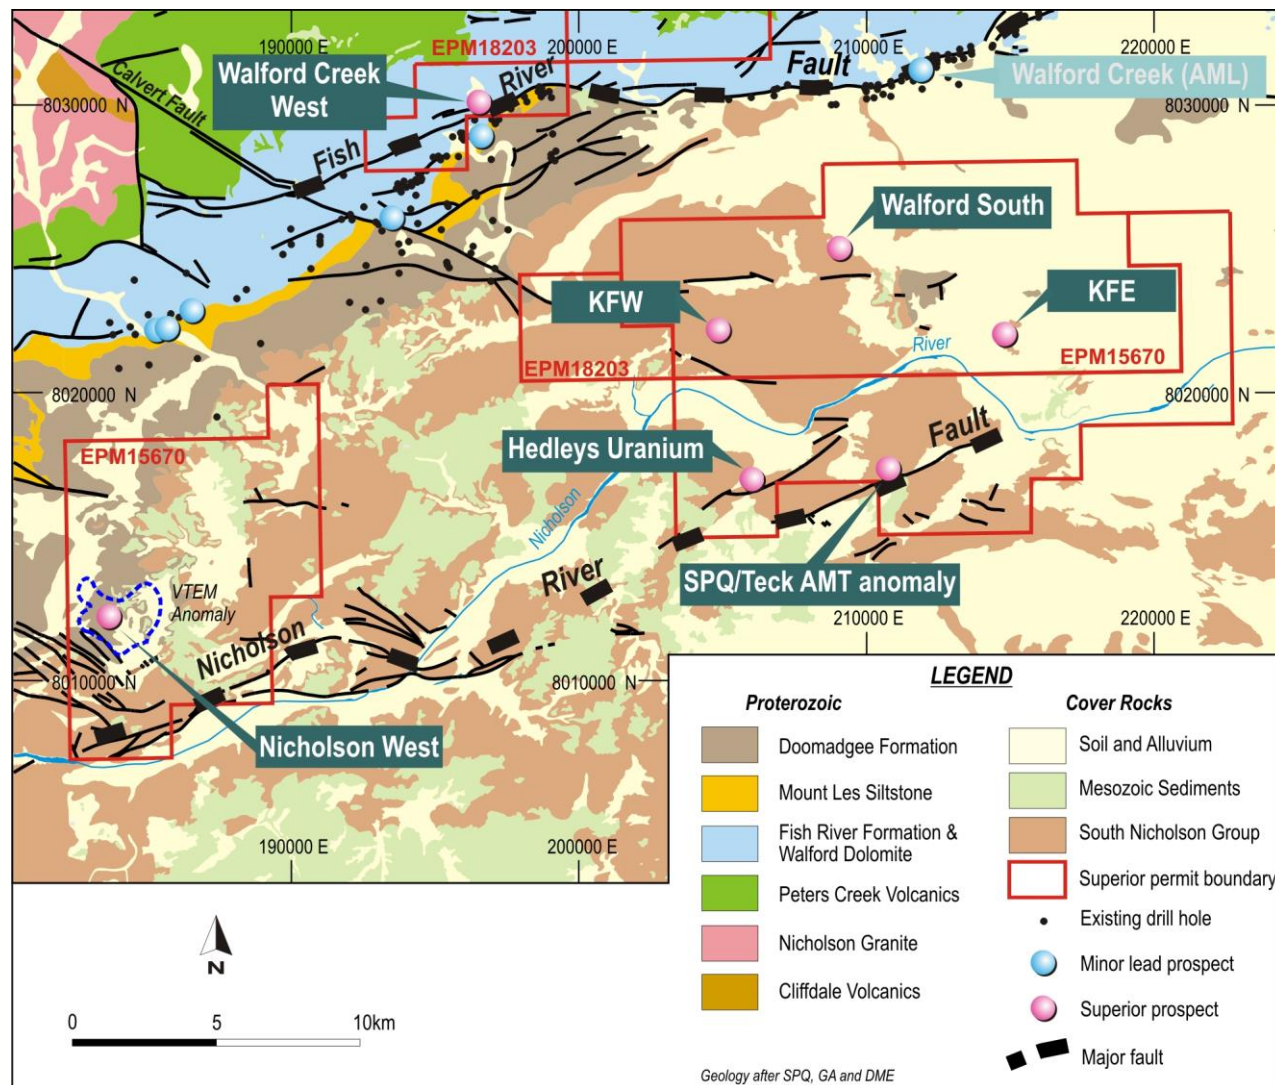 190000 E
200000 E
210000 E
220000 E
EPM18203
Walford Creek
West
River
Fault
Walford Creek (AML)
Calvert Fault
8030000 N
8030000 N
Fish
Walford South
KFW
KFE
River
EPM18203
EPM15670
8020000 N
8020000 N
Fault
EPM15670
Hedleys Uranium
Nicholson
SPQ/Teck AMT anomaly
River
VTEM
Anomaly
Nicholson
210000 E
220000 E
8010000 N
8010000 N
Nicholson West
190000 E
200000 E
LEGEND
Proterozoic
Doomadgee Formation
Mount Les Siltstone
Fish River Formation &
Walford Dolomite
Peters Creek Volcanics
Nicholson Granite
Cliffdale Volcanics
Cover Rocks
Soil and Alluvium
Mesozoic Sediments
South Nicholson Group
Superior permit boundary
Existing drill hole
Minor lead prospect
Superior prospect
Major fault
N
0 5 10km
Geology after SPQ, GA and DME